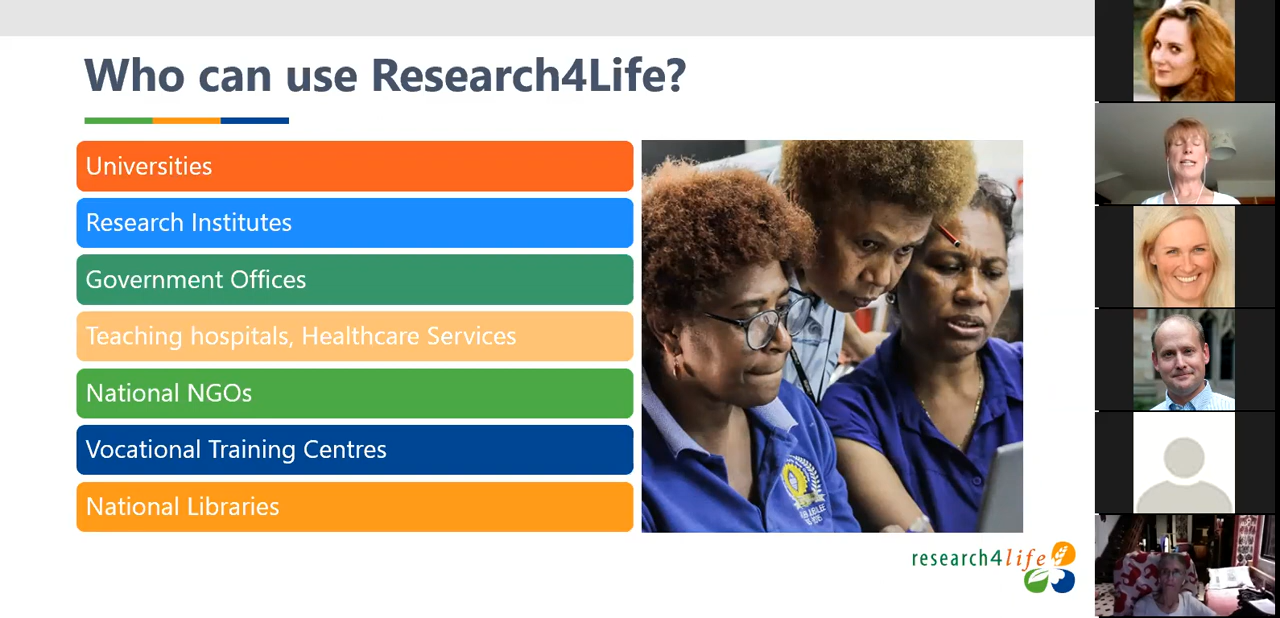 Who can use Research4Life?
Universities
Research Institutes
Government Offices
Teaching hospitals, Healthcare Services
National NGOs
Vocational Training Centres
National Libraries
research4life